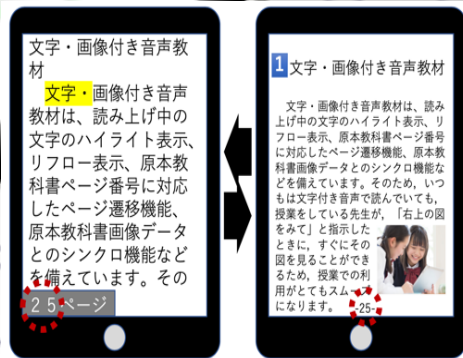 文字・画像付き音声教
材
文字・画像付き音声
教材は、読み上げ中の
文字のハイライト表示、
リフロー表示、原本教
科書ページ番号に対応
したページ遷移機能、
原本教科書画像データ
とのシンクロ機能など
を備えています。その
25ページ
1 文字・画像付き音声教材
文字・画像付き音声教材は、読み
上げ中の文字のハイライト表示、リ
フロー表示、原本教科書ページ番号
に対応したページ遷移機能、原本教
科書画像データとのシンクロ機能な
どを備えています。そのため、いつ
もは文字付き音声で読んでいても、
授業をしている先生が、「右上の図
をみて」と指示した
ときに、すぐにその
図を見ることができ
るため、授業での利
用がとてもスムーズ
になります。
-25-